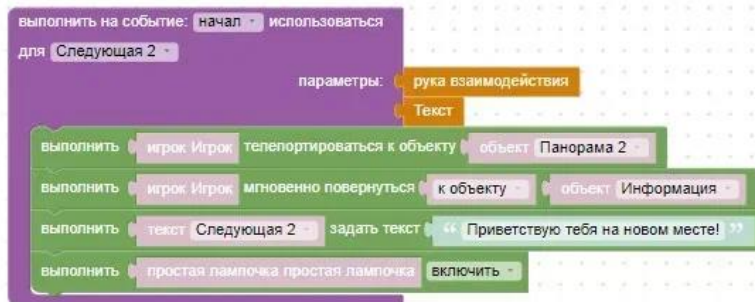 выполнить на событие: начал использоваться
для Следующая 2
параметры: рука взаимодействия
Текст
выполнить игрок Игрок телепортироваться к объекту объект Панорама 2
выполнить игрок Игрок мгновенно повернуться к объекту объект Информация
выполнить текст Следующая 2 задать текст “ Приветствую тебя на новом месте! ”
выполнить простая лампочка простая лампочка включить